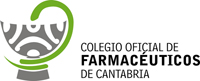 COLEGIO OFICIAL DE
FARMACÉUTICOS
DE CANTABRIA